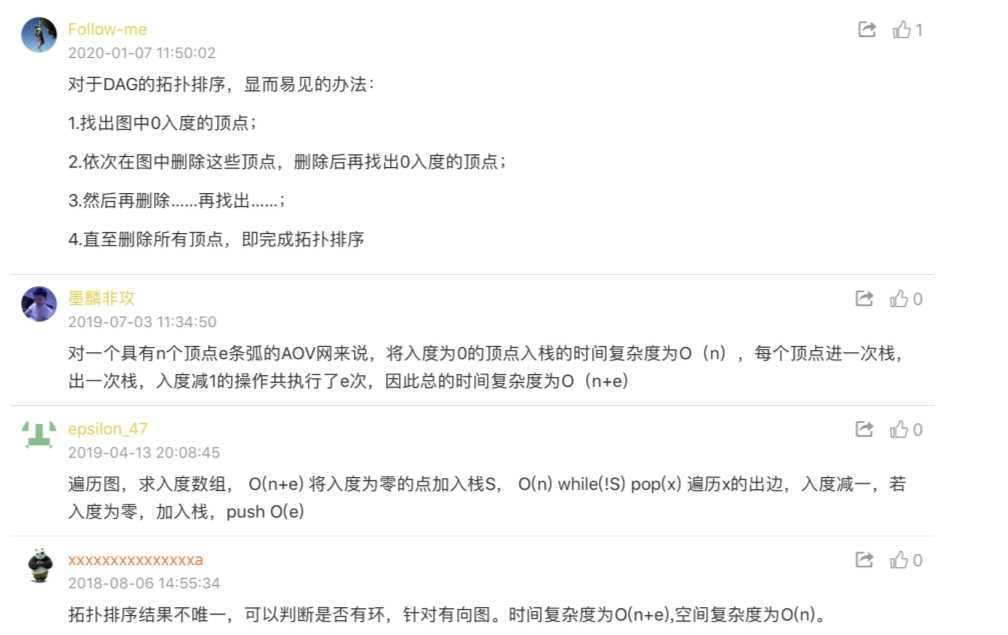 Follow-me
1
2020-01-07 11:50:02
对于DAG的拓扑排序，显而易见的办法：
1.找出图中0入度的顶点；
2.依次在图中删除这些顶点，删除后再找出0入度的顶点；
3.然后再删除……再找出……；
4.直至删除所有顶点，即完成拓扑排序
墨麟非攻
0
2019-07-03 11:34:50
对一个具有n个顶点e条弧的AOV网来说，将入度为0的顶点入栈的时间复杂度为O（n），每个顶点进一次栈，
出一次栈，入度减1的操作共执行了e次，因此总的时间复杂度为O（n+e）
epsilon_47
0
2019-04-13 20:08:45
遍历图，求入度数组， O(n+e) 将入度为零的点加入栈S， O(n) while(!S) pop(x) 遍历x的出边，入度减一，若
入度为零，加入栈，push O(e)
xxxxxxxxxxxxxxxa
0
2018-08-06 14:55:34
拓扑排序结果不唯一，可以判断是否有环，针对有向图。时间复杂度为O(n+e),空间复杂度为O(n)。